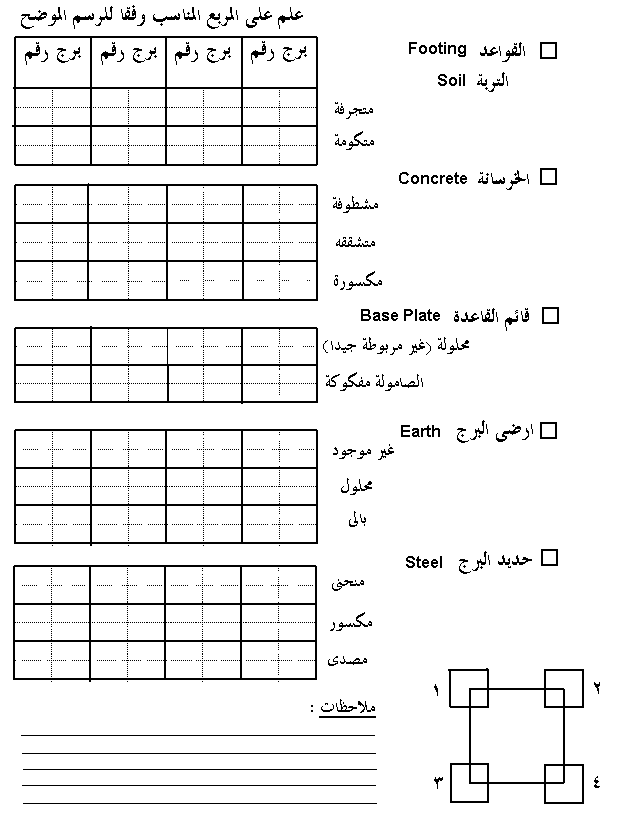 علم على المربع المناسب وفقا للرسم الموضح
برج رقم برج رقم برج رقم برج رقم
القواعد Footing
التربة Soil
متجرفة
متكومة
الخرسانة Concrete
مشطوفة
متشققه
مكسورة
قائم القاعدة Base Plate
محلولة (غير مربوطة جيدا)
الصامولة مفكوكة
ارضى البرج Earth
غير موجود
محلول
بالى
حديد البرج Steel
منحنى
مكسور
مصدى
١ ٢
٣ ٤
ملاحظات :